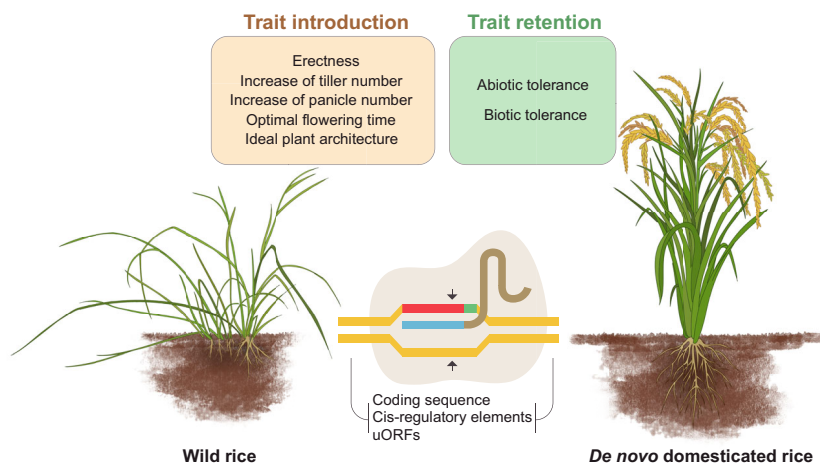 Trait introduction
Erectness
Increase of tiller number
Increase of panicle number
Optimal flowering time
Ideal plant architecture
Trait retention
Abiotic tolerance
Biotic tolerance
Coding sequence
Cis-regulatory elements
uORFs
Wild rice
De novo domesticated rice